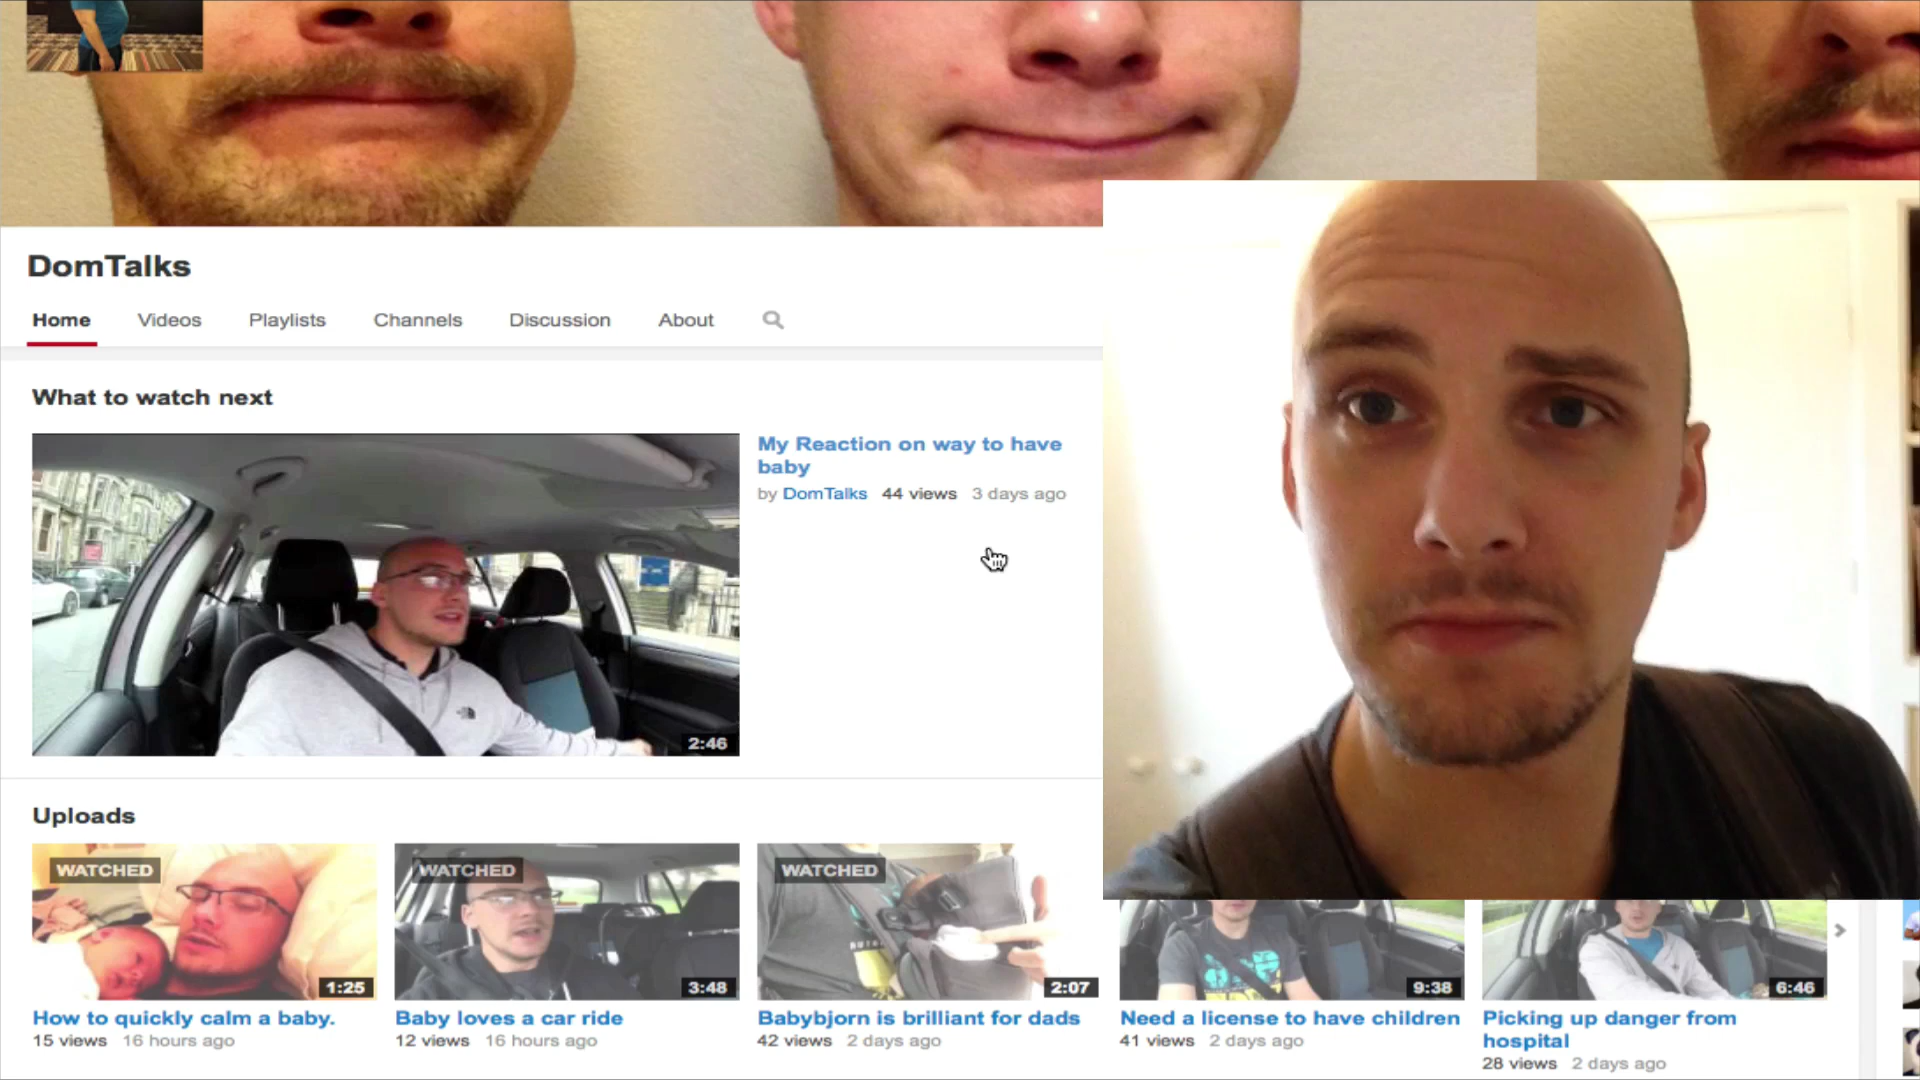 DomTalks
Home Videos Playlists Channels Discussion About
What to watch next
My Reaction on way to have
baby
by DomTalks 44 views 3 days ago
2:46
Uploads
WATCHED WATCHED WATCHED
1:25 3:48 2:07 9:38 6:46
How to quickly calm a baby. Baby loves a car ride Babybjorn is brilliant for dads Need a license to have children Picking up danger from
hospital
15 views 16 hours ago 12 views 16 hours ago 42 views 2 days ago 41 views 2 days ago
28 views 2 days ago